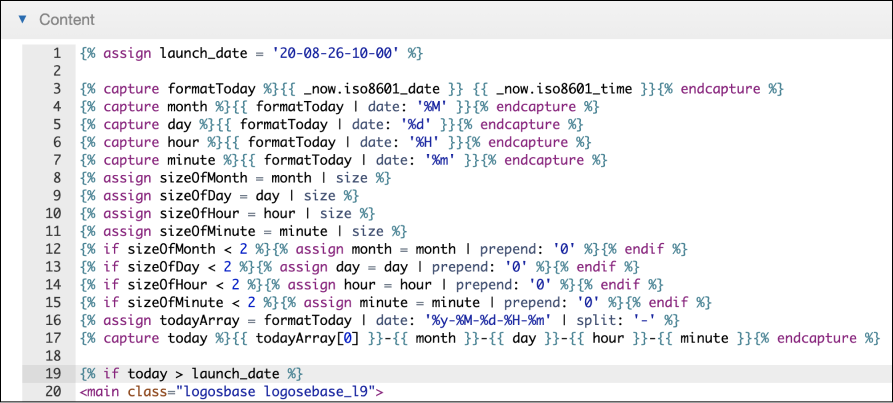 Content
1 {% assign launch_date = '20-08-26-10-00' %}
2
3 {% capture formatToday %}{{ _now.iso8601_date }} {{ _now.iso8601_time }}{% endcapture %}
4 {% capture month %}{{ formatToday | date: '%M' }}{% endcapture %}
5 {% capture day %}{{ formatToday | date: '%d' }}{% endcapture %}
6 {% capture hour %}{{ formatToday | date: '%H' }}{% endcapture %}
7 {% capture minute %}{{ formatToday | date: '%m' }}{% endcapture %}
8 {% assign sizeOfMonth = month | size %}
9 {% assign sizeOfDay = day | size %}
10 {% assign sizeOfHour = hour | size %}
11 {% assign sizeOfMinute = minute | size %}
12 {% if sizeOfMonth < 2 %}{% assign month = month | prepend: '0' %}{% endif %}
13 {% if sizeOfDay < 2 %}{% assign day = day | prepend: '0' %}{% endif %}
14 {% if sizeOfHour < 2 %}{% assign hour = hour | prepend: '0' %}{% endif %}
15 {% if sizeOfMinute < 2 %}{% assign minute = minute | prepend: '0' %}{% endif %}
16 {% assign todayArray = formatToday | date: '%y-%M-%d-%H-%m' | split: '-' %}
17 {% capture today %}{{ todayArray[0] }}-{{ month }}-{{ day }}-{{ hour }}-{{ minute }}{% endcapture %}
18
19 {% if today > launch_date %}
20 <main class="logosbase logosebase_l9">